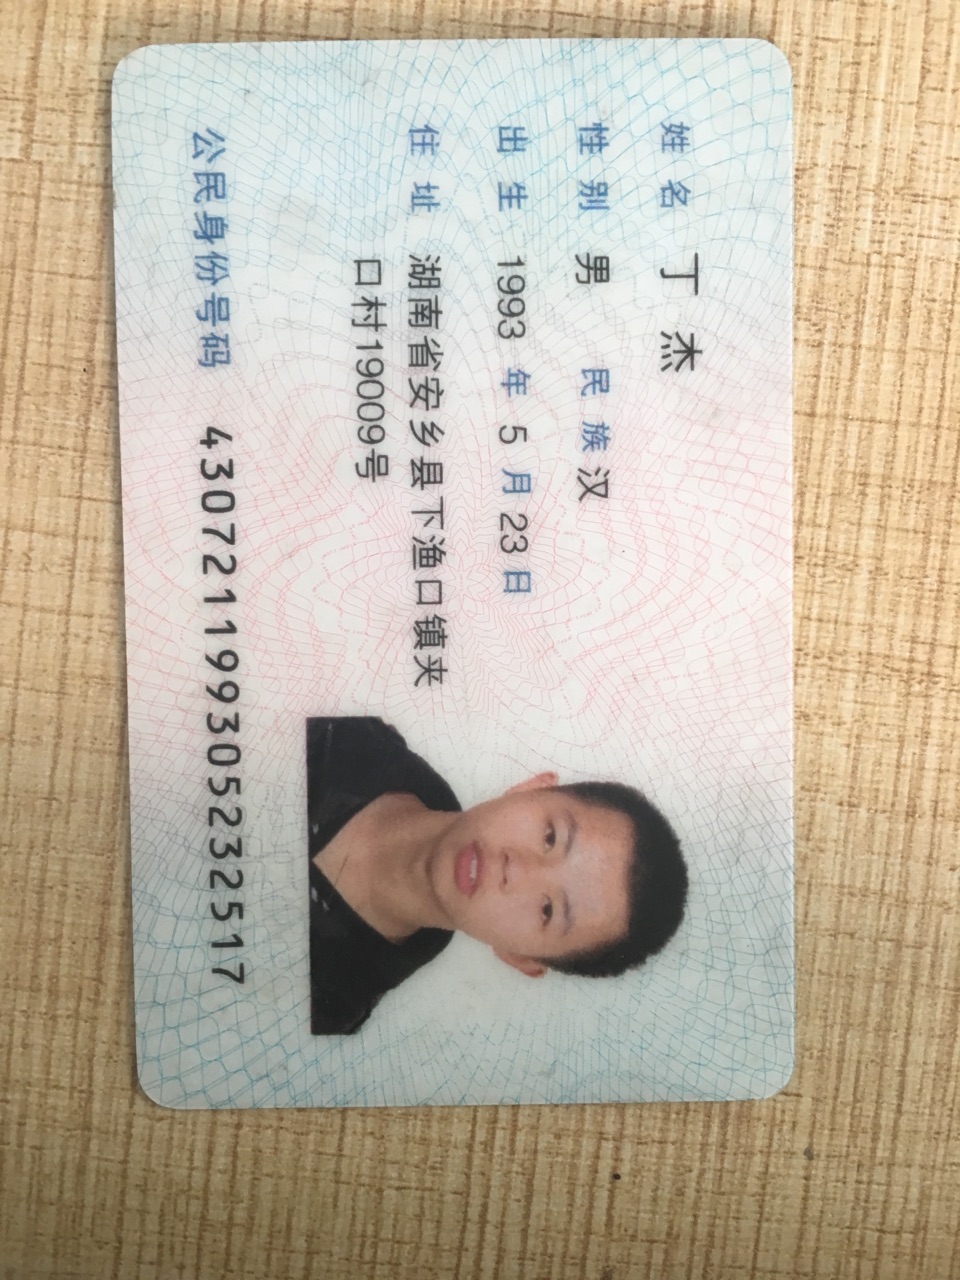 姓名 丁杰
性别 男 民族 汉
出生 1993 年 5 月 23 日
住址 湖南省安乡县下渔口镇夹
口村19009号
公民身份号码 430721199305232517